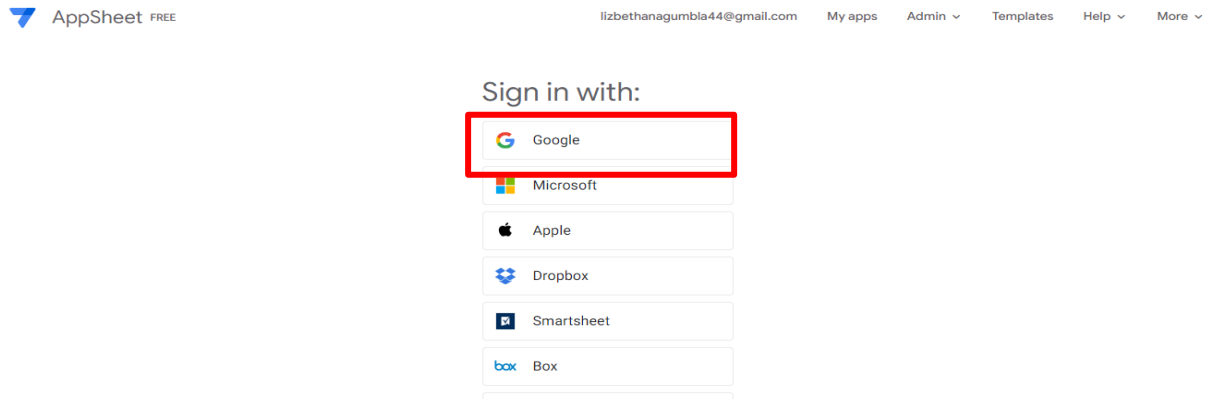 AppSheet FREE lizbethanagumbla44@gmail.com My apps Admin Templates Help More
Sign in with:
Google
Microsoft
Apple
Dropbox
Smartsheet
box Box